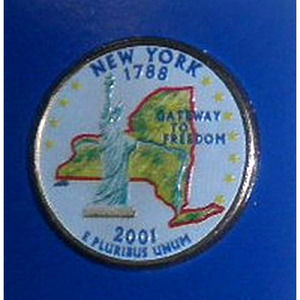 NEW YORK
1788
GATEWAY
TO
FREEDOM
2001
E PLURIBUS UNUM